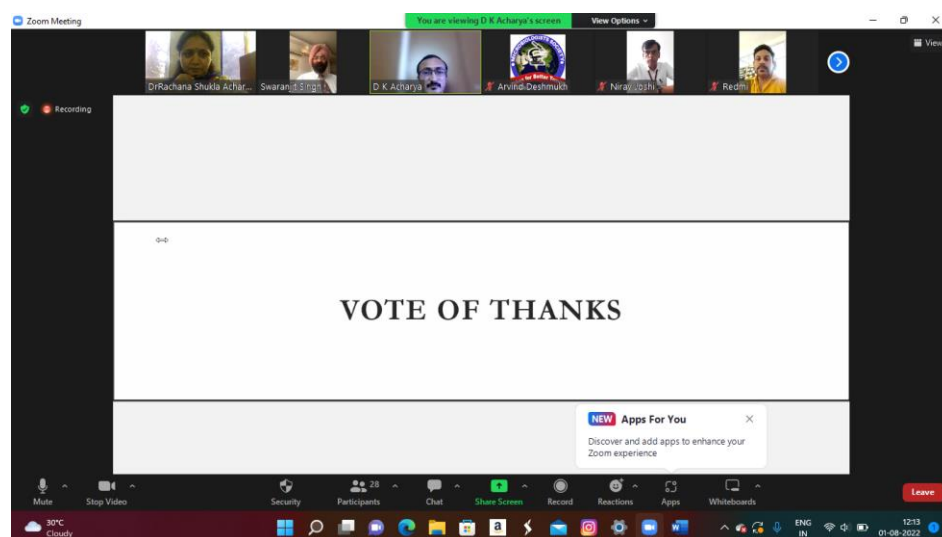 Zoom Meeting
You are viewing D K Acharya's screen
View Options
View
DrRachana Shukla Achar...
Swaranjit Singh
D K Acharya
Arvind Deshmukh
Nirav Joshi
Redmi
Recording
VOTE OF THANKS
NEW Apps For You
Discover and add apps to enhance your
Zoom experience
Mute
Stop Video
Security
Participants
28
Chat
Share Screen
Record
Reactions
Apps
Whiteboards
Leave
30°C
Cloudy
ENG
IN
12:13
01-08-2022